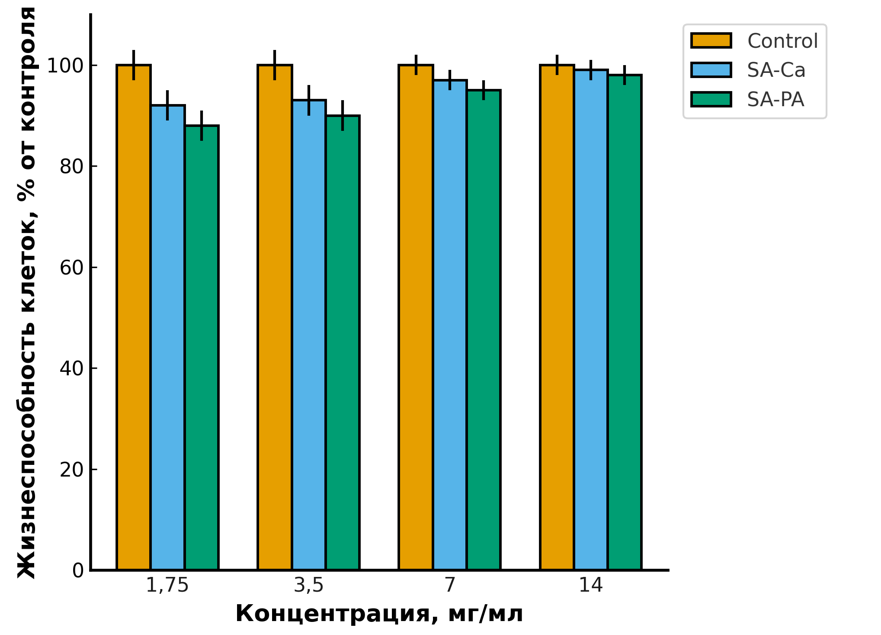 Жизнеспособность клеток, % от контроля
100
80
60
40
20
0
1,75 3,5 7 14
Концентрация, мг/мл
Control
SA-Ca
SA-PA